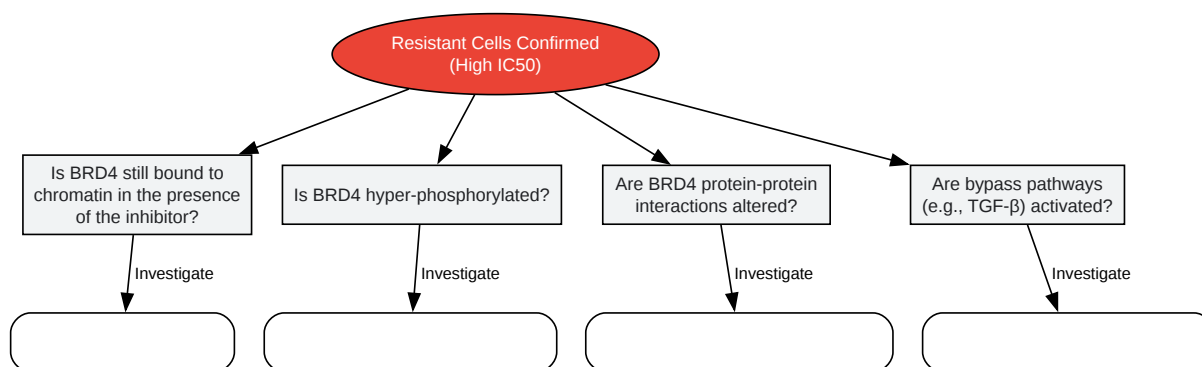 Resistant Cells Confirmed
(High IC50)
Is BRD4 still bound to
chromatin in the presence
of the inhibitor?
Is BRD4 hyper-phosphorylated?
Are BRD4 protein-protein
interactions altered?
Are bypass pathways
(e.g., TGF-β) activated?
Investigate
Investigate
Investigate
Investigate